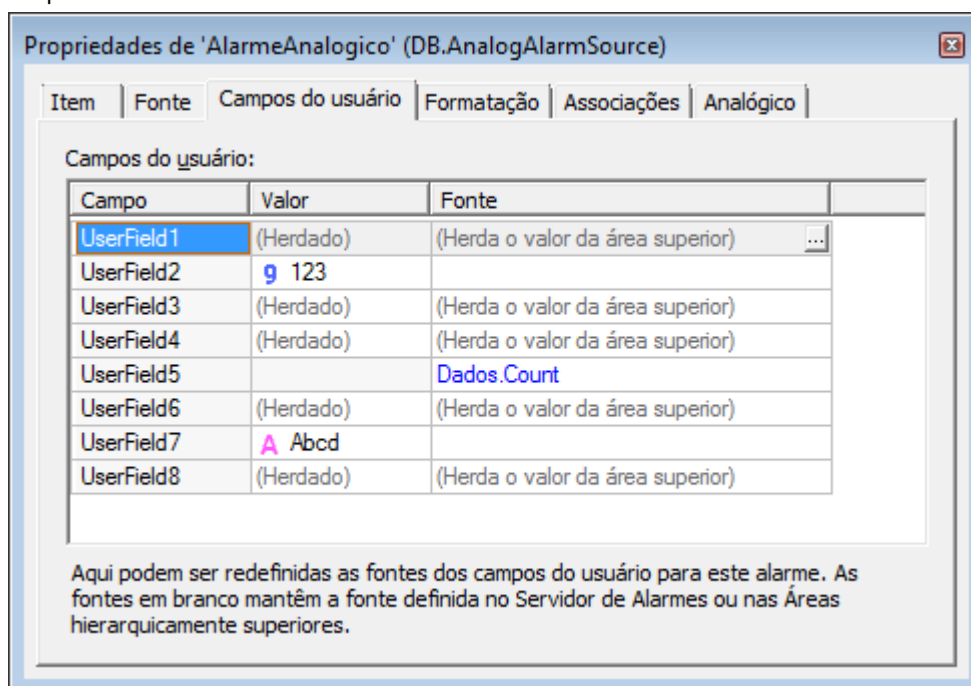 Propriedades de 'AlarmeAnalogico' (DB.AnalogAlarmSource)
Item Fonte Campos do usuário Formatação Associações Analógico
Campos do usuário:
Campo Valor Fonte
UserField1 (Herdado) (Herda o valor da área superior) ...
UserField2 9 123
UserField3 (Herdado) (Herda o valor da área superior)
UserField4 (Herdado) (Herda o valor da área superior)
UserField5 Dados.Count
UserField6 (Herdado) (Herda o valor da área superior)
UserField7 A Abcd
UserField8 (Herdado) (Herda o valor da área superior)
Aqui podem ser redefinidas as fontes dos campos do usuário para este alarme. As
fontes em branco mantêm a fonte definida no Servidor de Alarmes ou nas Áreas
hierarquicamente superiores.